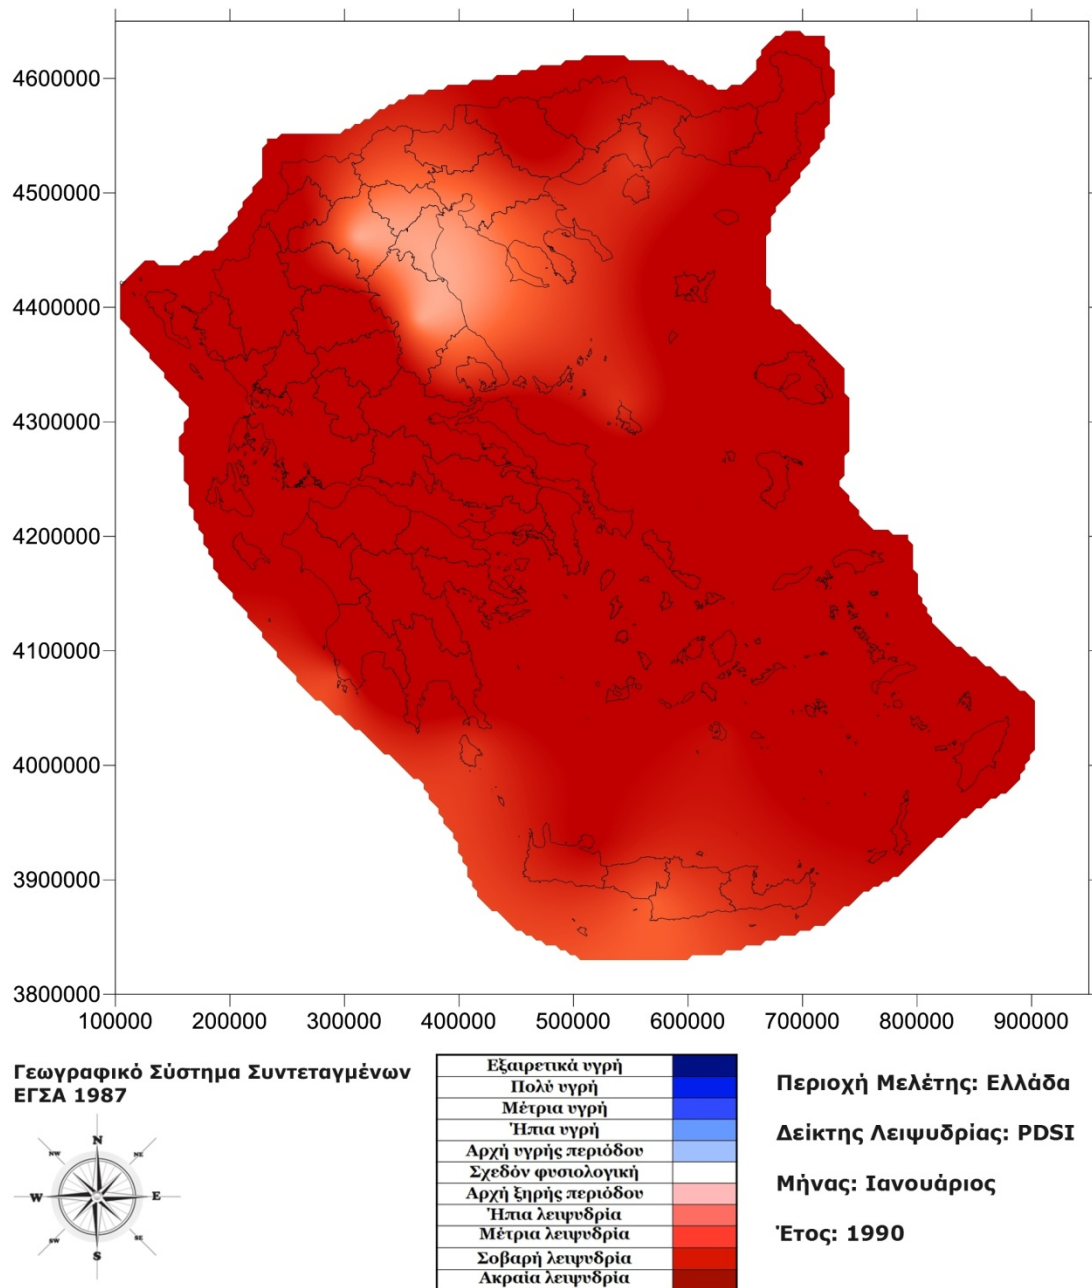 4600000
4500000
4400000
4300000
4200000
4100000
4000000
3900000
3800000
100000 200000 300000 400000 500000 600000 700000 800000 900000
Γεωγραφικό Σύστημα Συντεταγμένων
ΕΓΣΑ 1987
N
NW NE
W E
SW SE
S
Εξαιρετικά υγρή
Πολύ υγρή
Μέτρια υγρή
Ήπια υγρή
Αρχή υγρής περιόδου
Σχεδόν φυσιολογική
Αρχή ξηρής περιόδου
Ήπια λειψυδρία
Μέτρια λειψυδρία
Σοβαρή λειψυδρία
Ακραία λειψυδρία
Περιοχή Μελέτης: Ελλάδα
Δείκτης Λειψυδρίας: PDSI
Μήνας: Ιανουάριος
Έτος: 1990